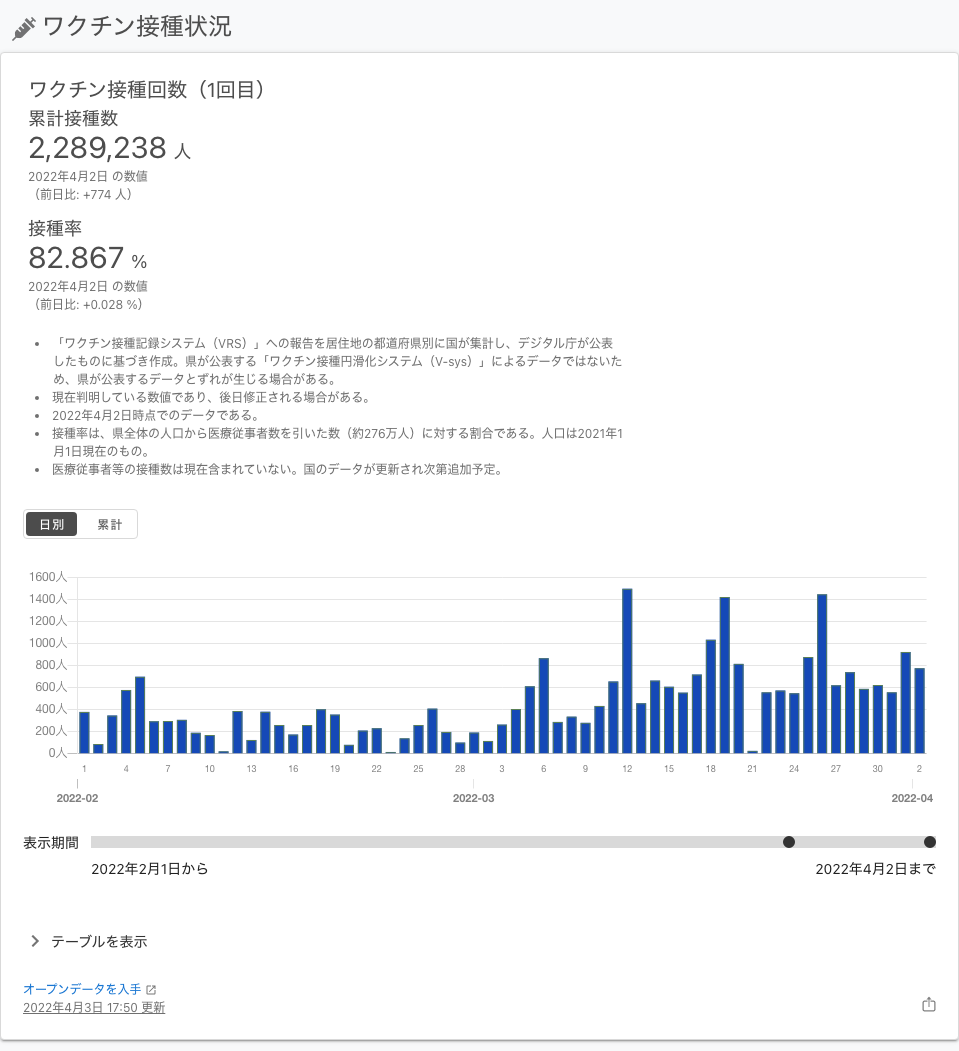 ワクチン接種状況
ワクチン接種回数（1回目）
累計接種数
2,289,238 人
2022年4月2日 の数値
（前日比: +774 人）
接種率
82.867 %
2022年4月2日 の数値
（前日比: +0.028 %）
• 「ワクチン接種記録システム（VRS）」への報告を居住地の都道府県別に国が集計し、デジタル庁が公表
したものに基づき作成。県が公表する「ワクチン接種円滑化システム（V-sys）」によるデータではないた
め、県が公表するデータとずれが生じる場合がある。
• 現在判明している数値であり、後日修正される場合がある。
• 2022年4月2日時点でのデータである。
• 接種率は、県全体の人口から医療従事者数を引いた数（約276万人）に対する割合である。人口は2021年1
月1日現在のもの。
• 医療従事者等の接種数は現在含まれていない。国のデータが更新され次第追加予定。
日別 累計
1600人
1400人
1200人
1000人
800人
600人
400人
200人
0人
1 4 7 10 13 16 19 22 25 28 3 6 9 12 15 18 21 24 27 30 2
2022-02 2022-03 2022-04
表示期間
2022年2月1日から 2022年4月2日まで
テーブルを表示
オープンデータを入手
2022年4月3日 17:50 更新